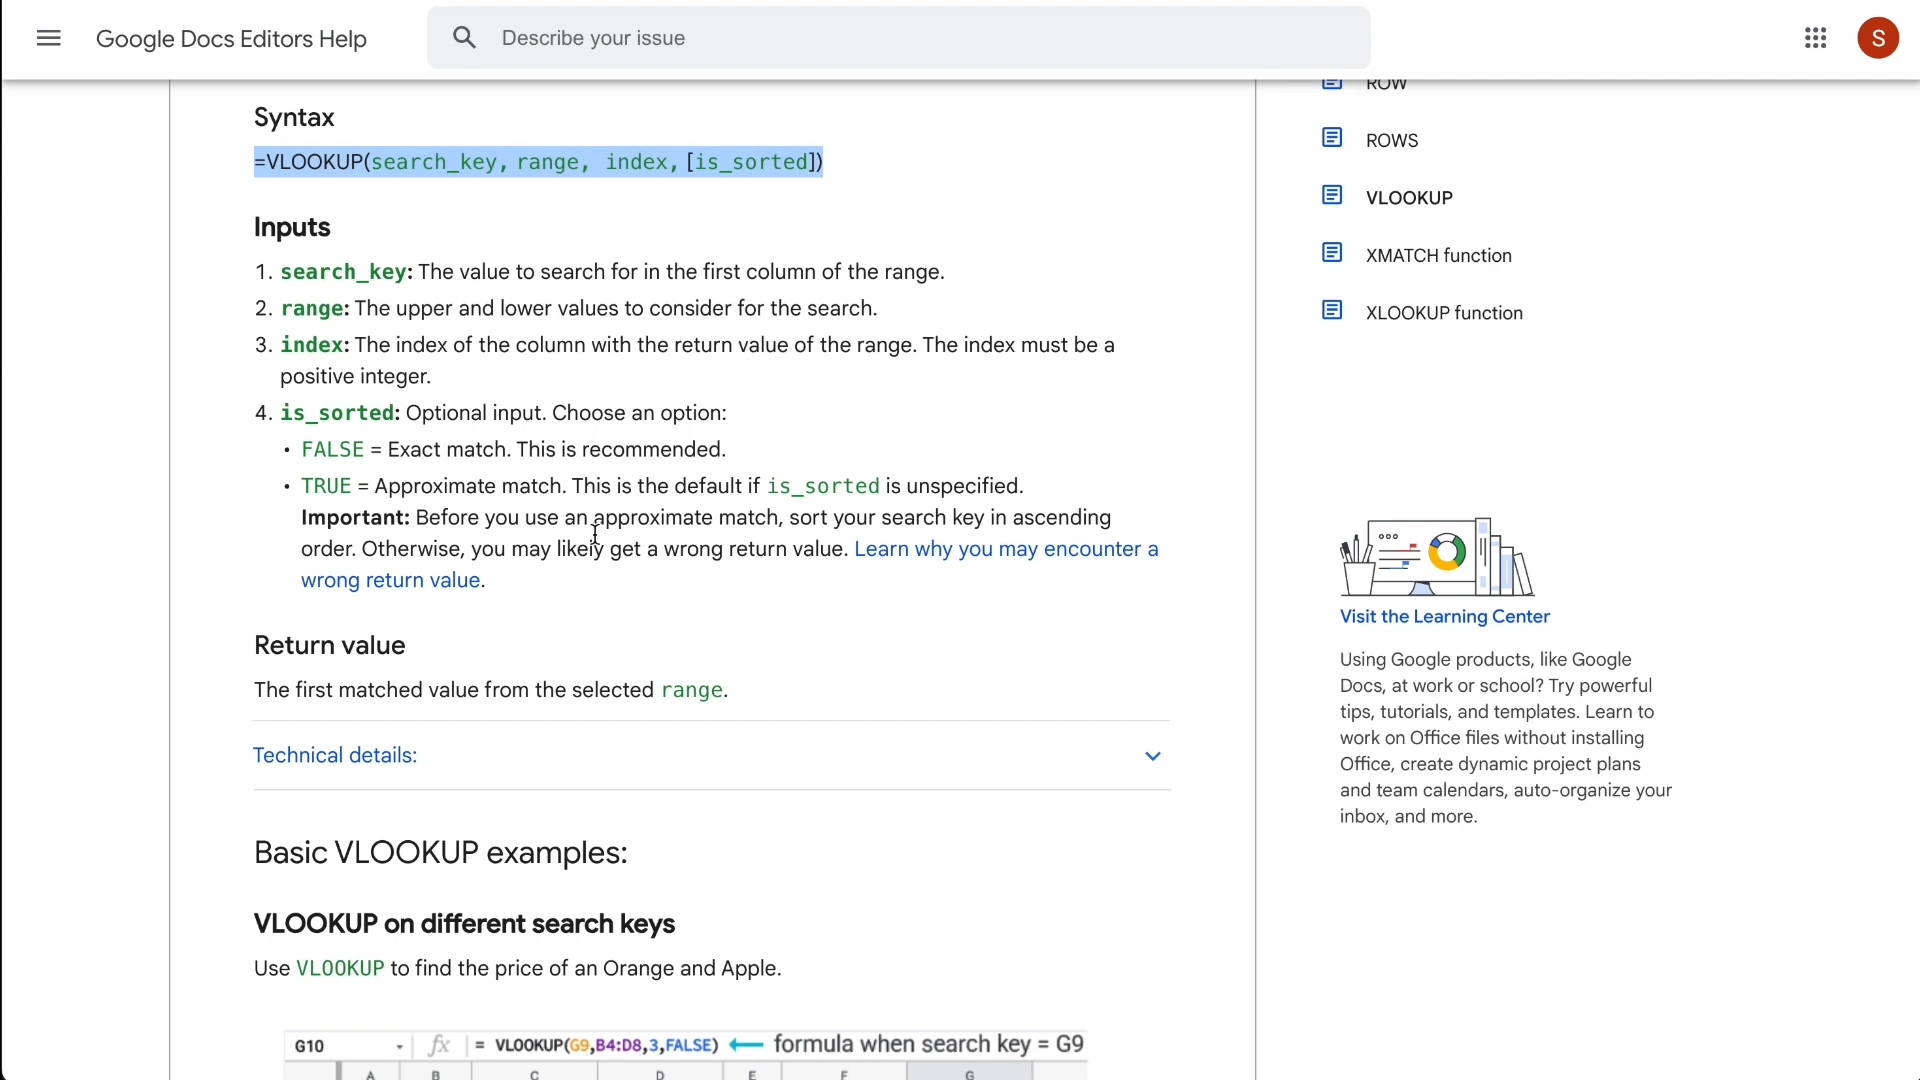 Google Docs Editors Help
Describe your issue
S
Syntax
=VLOOKUP(search_key, range, index, [is_sorted])
Inputs
1. search_key: The value to search for in the first column of the range.
2. range: The upper and lower values to consider for the search.
3. index: The index of the column with the return value of the range. The index must be a
positive integer.
4. is_sorted: Optional input. Choose an option:
• FALSE = Exact match. This is recommended.
• TRUE = Approximate match. This is the default if is_sorted is unspecified.
Important: Before you use an approximate match, sort your search key in ascending
order. Otherwise, you may likely get a wrong return value. Learn why you may encounter a
wrong return value.
Return value
The first matched value from the selected range.
Technical details:
Basic VLOOKUP examples:
VLOOKUP on different search keys
Use VLOOKUP to find the price of an Orange and Apple.
G10 fx = VLOOKUP(G9,B4:D8,3,FALSE) formula when search key = G9
A B C D E F G
ROW
ROWS
VLOOKUP
XMATCH function
XLOOKUP function
Visit the Learning Center
Using Google products, like Google
Docs, at work or school? Try powerful
tips, tutorials, and templates. Learn to
work on Office files without installing
Office, create dynamic project plans
and team calendars, auto-organize your
inbox, and more.